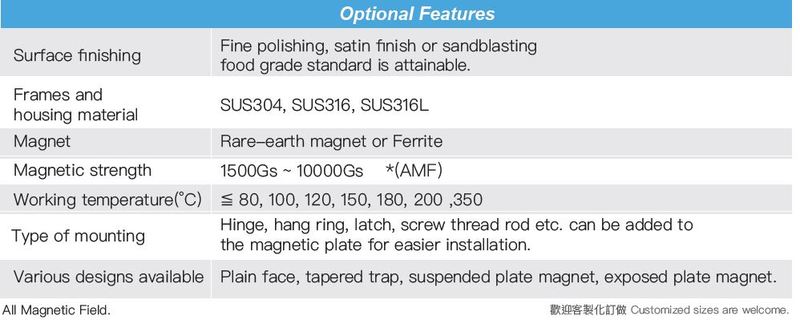 Optional Features
Surface finishing
Fine polishing, satin finish or sandblasting
food grade standard is attainable.
Frames and
housing material
SUS304, SUS316, SUS316L
Magnet
Rare-earth magnet or Ferrite
Magnetic strength
1500Gs ~ 10000Gs *(AMF)
Working temperature(°C)
≦ 80, 100, 120, 150, 180, 200 ,350
Type of mounting
Hinge, hang ring, latch, screw thread rod etc. can be added to
the magnetic plate for easier installation.
Various designs available
Plain face, tapered trap, suspended plate magnet, exposed plate magnet.
All Magnetic Field.
歡迎客製化訂做 Customized sizes are welcome.